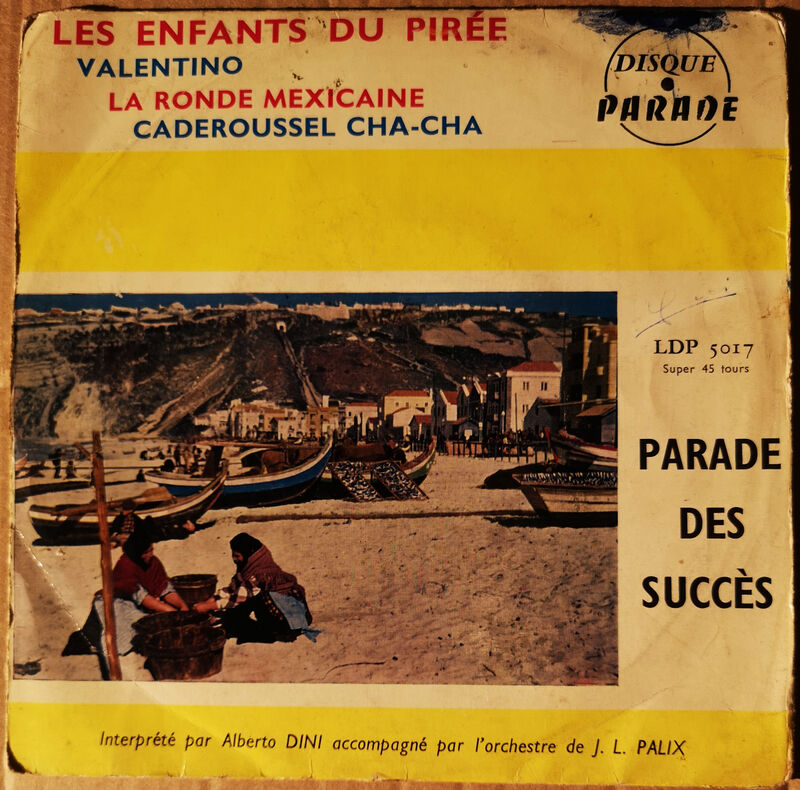 LES ENFANTS DU PIRÉE
VALENTINO
LA RONDE MEXICAINE
CADEROUSSEL CHA-CHA
DISQUE
PARADE
LDP 5017
Super 45 tours
PARADE
DES
SUCCÈS
Interprété par Alberto DINI accompagné par l'orchestre de J. L. PALIX